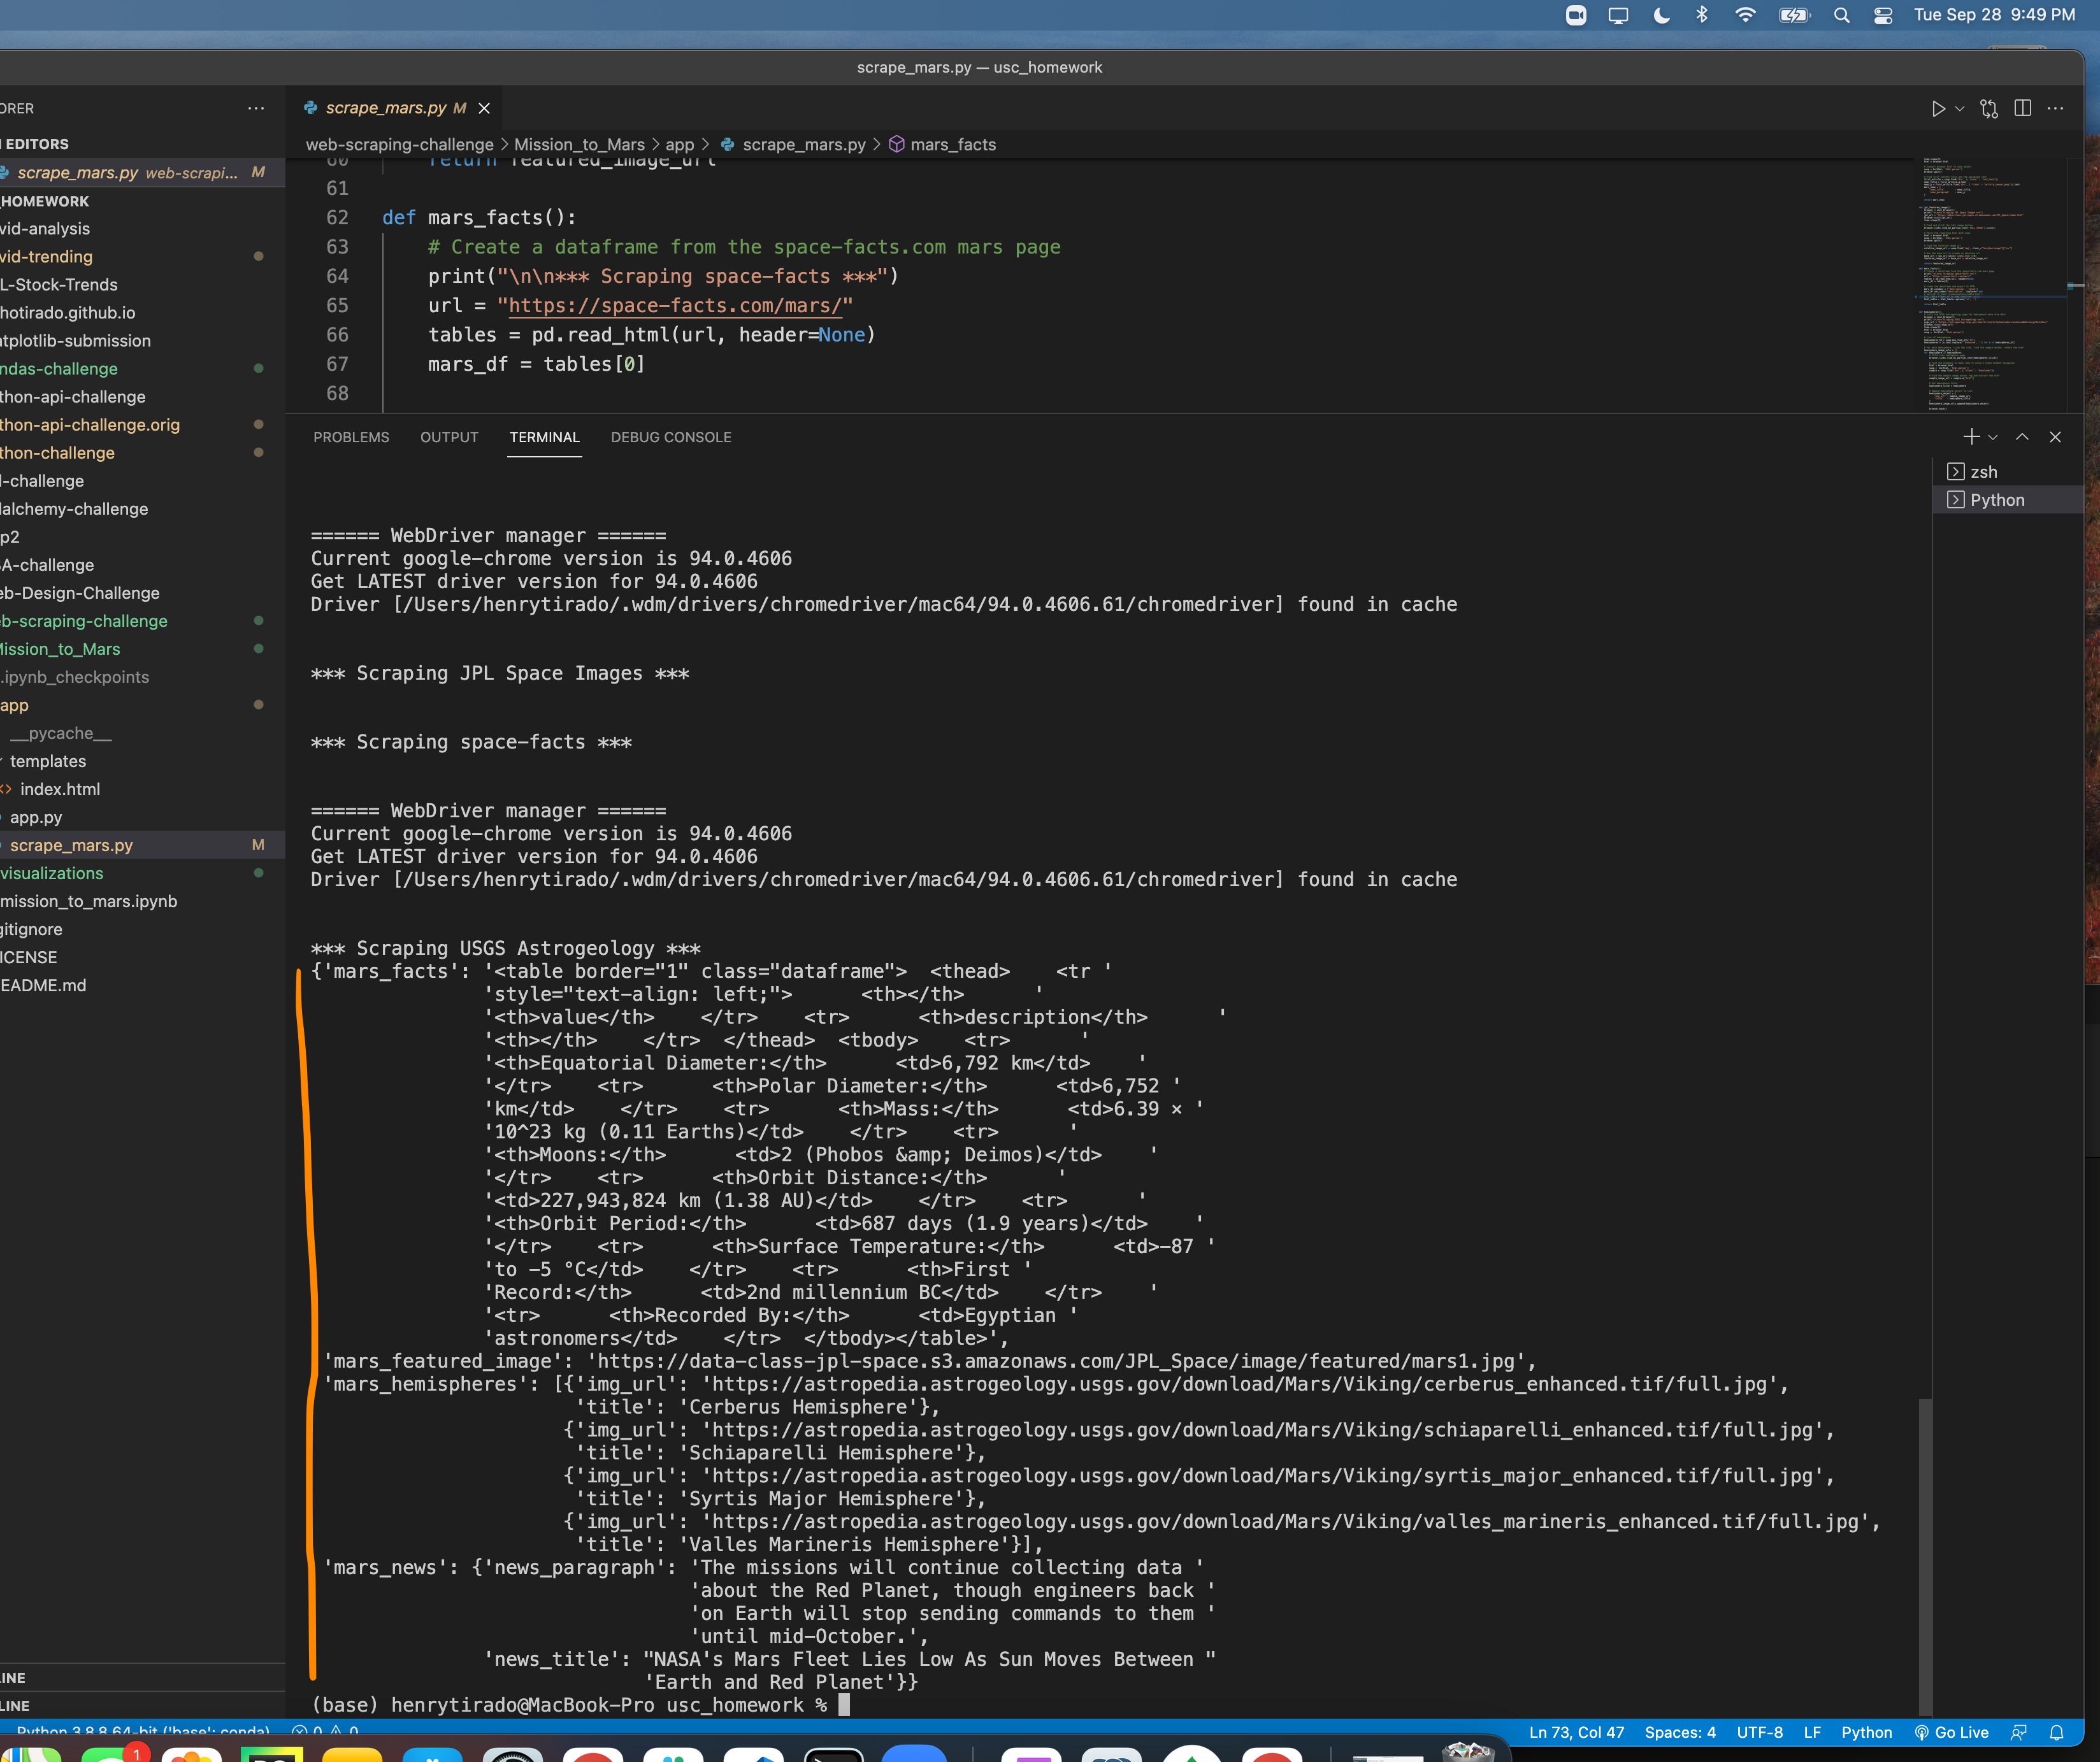 Tue Sep 28 9:49 PM
scrape_mars.py — usc_homework
ORER
scrape_mars.py M
EDITORS
web-scraping-challenge > Mission_to_Mars > app > scrape_mars.py > mars_facts
scrape_mars.py web-scrapi... M
_HOMEWORK
vid-analysis
vid-trending
L-Stock-Trends
hotirado.github.io
atplotlib-submission
ndas-challenge
thon-api-challenge
thon-api-challenge.orig
thon-challenge
l-challenge
lalchemy-challenge
p2
A-challenge
eb-Design-Challenge
eb-scraping-challenge
Mission_to_Mars
.ipynb_checkpoints
app
__pycache__
templates
<> index.html
app.py
scrape_mars.py M
visualizations
mission_to_mars.ipynb
gitignore
ICENSE
EADME.md
INE
LINE
60 return featured_image_url
61
62 def mars_facts():
63 # Create a dataframe from the space-facts.com mars page
64 print("\n\n*** Scraping space-facts ***")
65 url = "https://space-facts.com/mars/"
66 tables = pd.read_html(url, header=None)
67 mars_df = tables[0]
68
PROBLEMS OUTPUT TERMINAL DEBUG CONSOLE
zsh
Python
====== WebDriver manager ======
Current google-chrome version is 94.0.4606
Get LATEST driver version for 94.0.4606
Driver [/Users/henrytirado/.wdm/drivers/chromedriver/mac64/94.0.4606.61/chromedriver] found in cache
*** Scraping JPL Space Images ***
*** Scraping space-facts ***
====== WebDriver manager ======
Current google-chrome version is 94.0.4606
Get LATEST driver version for 94.0.4606
Driver [/Users/henrytirado/.wdm/drivers/chromedriver/mac64/94.0.4606.61/chromedriver] found in cache
*** Scraping USGS Astrogeology ***
{'mars_facts': '<table border="1" class="dataframe">  <thead>    <tr '
'style="text-align: left;">      <th></th>      '
'<th>value</th>    </tr>    <tr>      <th>description</th>      '
'<th></th>    </tr>  </thead>  <tbody>    <tr>      '
'<th>Equatorial Diameter:</th>      <td>6,792 km</td>    '
'</tr>    <tr>      <th>Polar Diameter:</th>      <td>6,752 '
'km</td>    </tr>    <tr>      <th>Mass:</th>      <td>6.39 × '
'10^23 kg (0.11 Earths)</td>    </tr>    <tr>      '
'<th>Moons:</th>      <td>2 (Phobos &amp; Deimos)</td>    '
'</tr>    <tr>      <th>Orbit Distance:</th>      '
'<td>227,943,824 km (1.38 AU)</td>    </tr>    <tr>      '
'<th>Orbit Period:</th>      <td>687 days (1.9 years)</td>    '
'</tr>    <tr>      <th>Surface Temperature:</th>      <td>-87 '
'to -5 °C</td>    </tr>    <tr>      <th>First '
'Record:</th>      <td>2nd millennium BC</td>    </tr>    '
'<tr>      <th>Recorded By:</th>      <td>Egyptian '
'astronomers</td>    </tr>  </tbody></table>',
'mars_featured_image': 'https://data-class-jpl-space.s3.amazonaws.com/JPL_Space/image/featured/mars1.jpg',
'mars_hemispheres': [{'img_url': 'https://astropedia.astrogeology.usgs.gov/download/Mars/Viking/cerberus_enhanced.tif/full.jpg',
'title': 'Cerberus Hemisphere'},
{'img_url': 'https://astropedia.astrogeology.usgs.gov/download/Mars/Viking/schiaparelli_enhanced.tif/full.jpg',
'title': 'Schiaparelli Hemisphere'},
{'img_url': 'https://astropedia.astrogeology.usgs.gov/download/Mars/Viking/syrtis_major_enhanced.tif/full.jpg',
'title': 'Syrtis Major Hemisphere'},
{'img_url': 'https://astropedia.astrogeology.usgs.gov/download/Mars/Viking/valles_marineris_enhanced.tif/full.jpg',
'title': 'Valles Marineris Hemisphere'}],
'mars_news': {'news_paragraph': 'The missions will continue collecting data '
'about the Red Planet, though engineers back '
'on Earth will stop sending commands to them '
'until mid-October.',
'news_title': "NASA's Mars Fleet Lies Low As Sun Moves Between "
'Earth and Red Planet'}}
(base) henrytirado@MacBook-Pro usc_homework %
Python 3.8.8 64-bit ('base': conda) 0 0 Ln 73, Col 47 Spaces: 4 UTF-8 LF Python Go Live
1